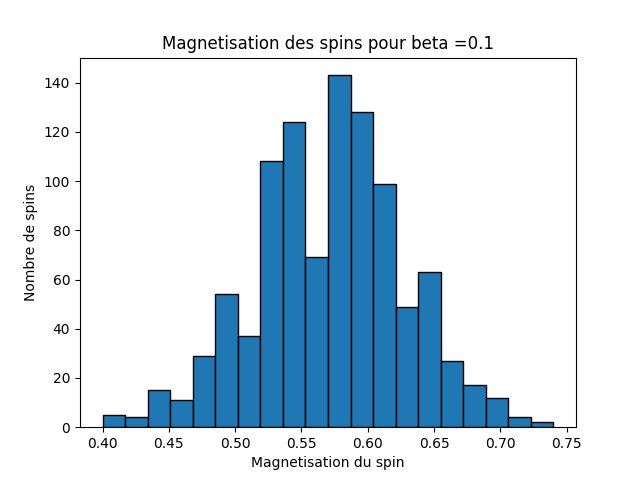 Magnetisation des spins pour beta =0.1
140
120
100
80
60
40
20
0
Nombre de spins
0.40 0.45 0.50 0.55 0.60 0.65 0.70 0.75
Magnetisation du spin